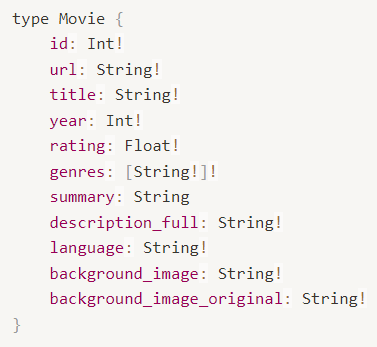 type Movie {
    id: Int!
    url: String!
    title: String!
    year: Int!
    rating: Float!
    genres: [String!]!
    summary: String
    description_full: String!
    language: String!
    background_image: String!
    background_image_original: String!
}